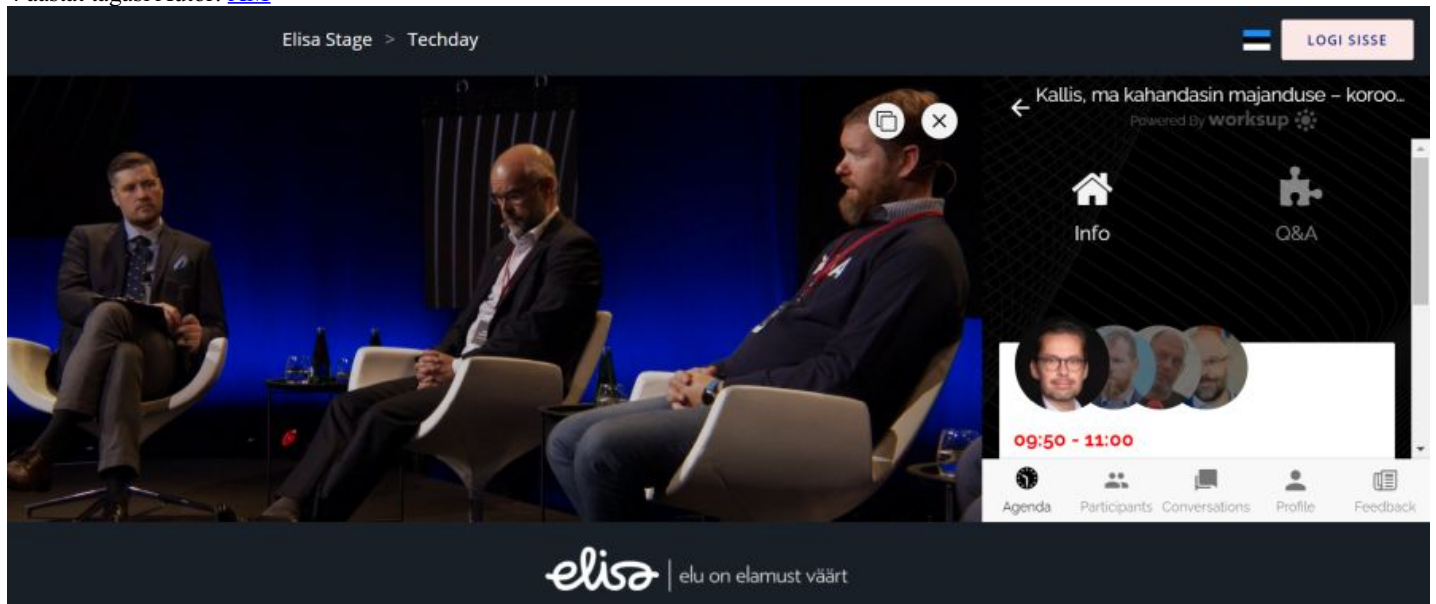 Elisa Stage > Techday
LOGI SISSE
Kallis, ma kahandasin majanduse – koroo...
Powered By worksup
Info
Q&A
09:50 - 11:00
Agenda
Participants
Conversations
Profile
Feedback
elisa | elu on elamust väärt